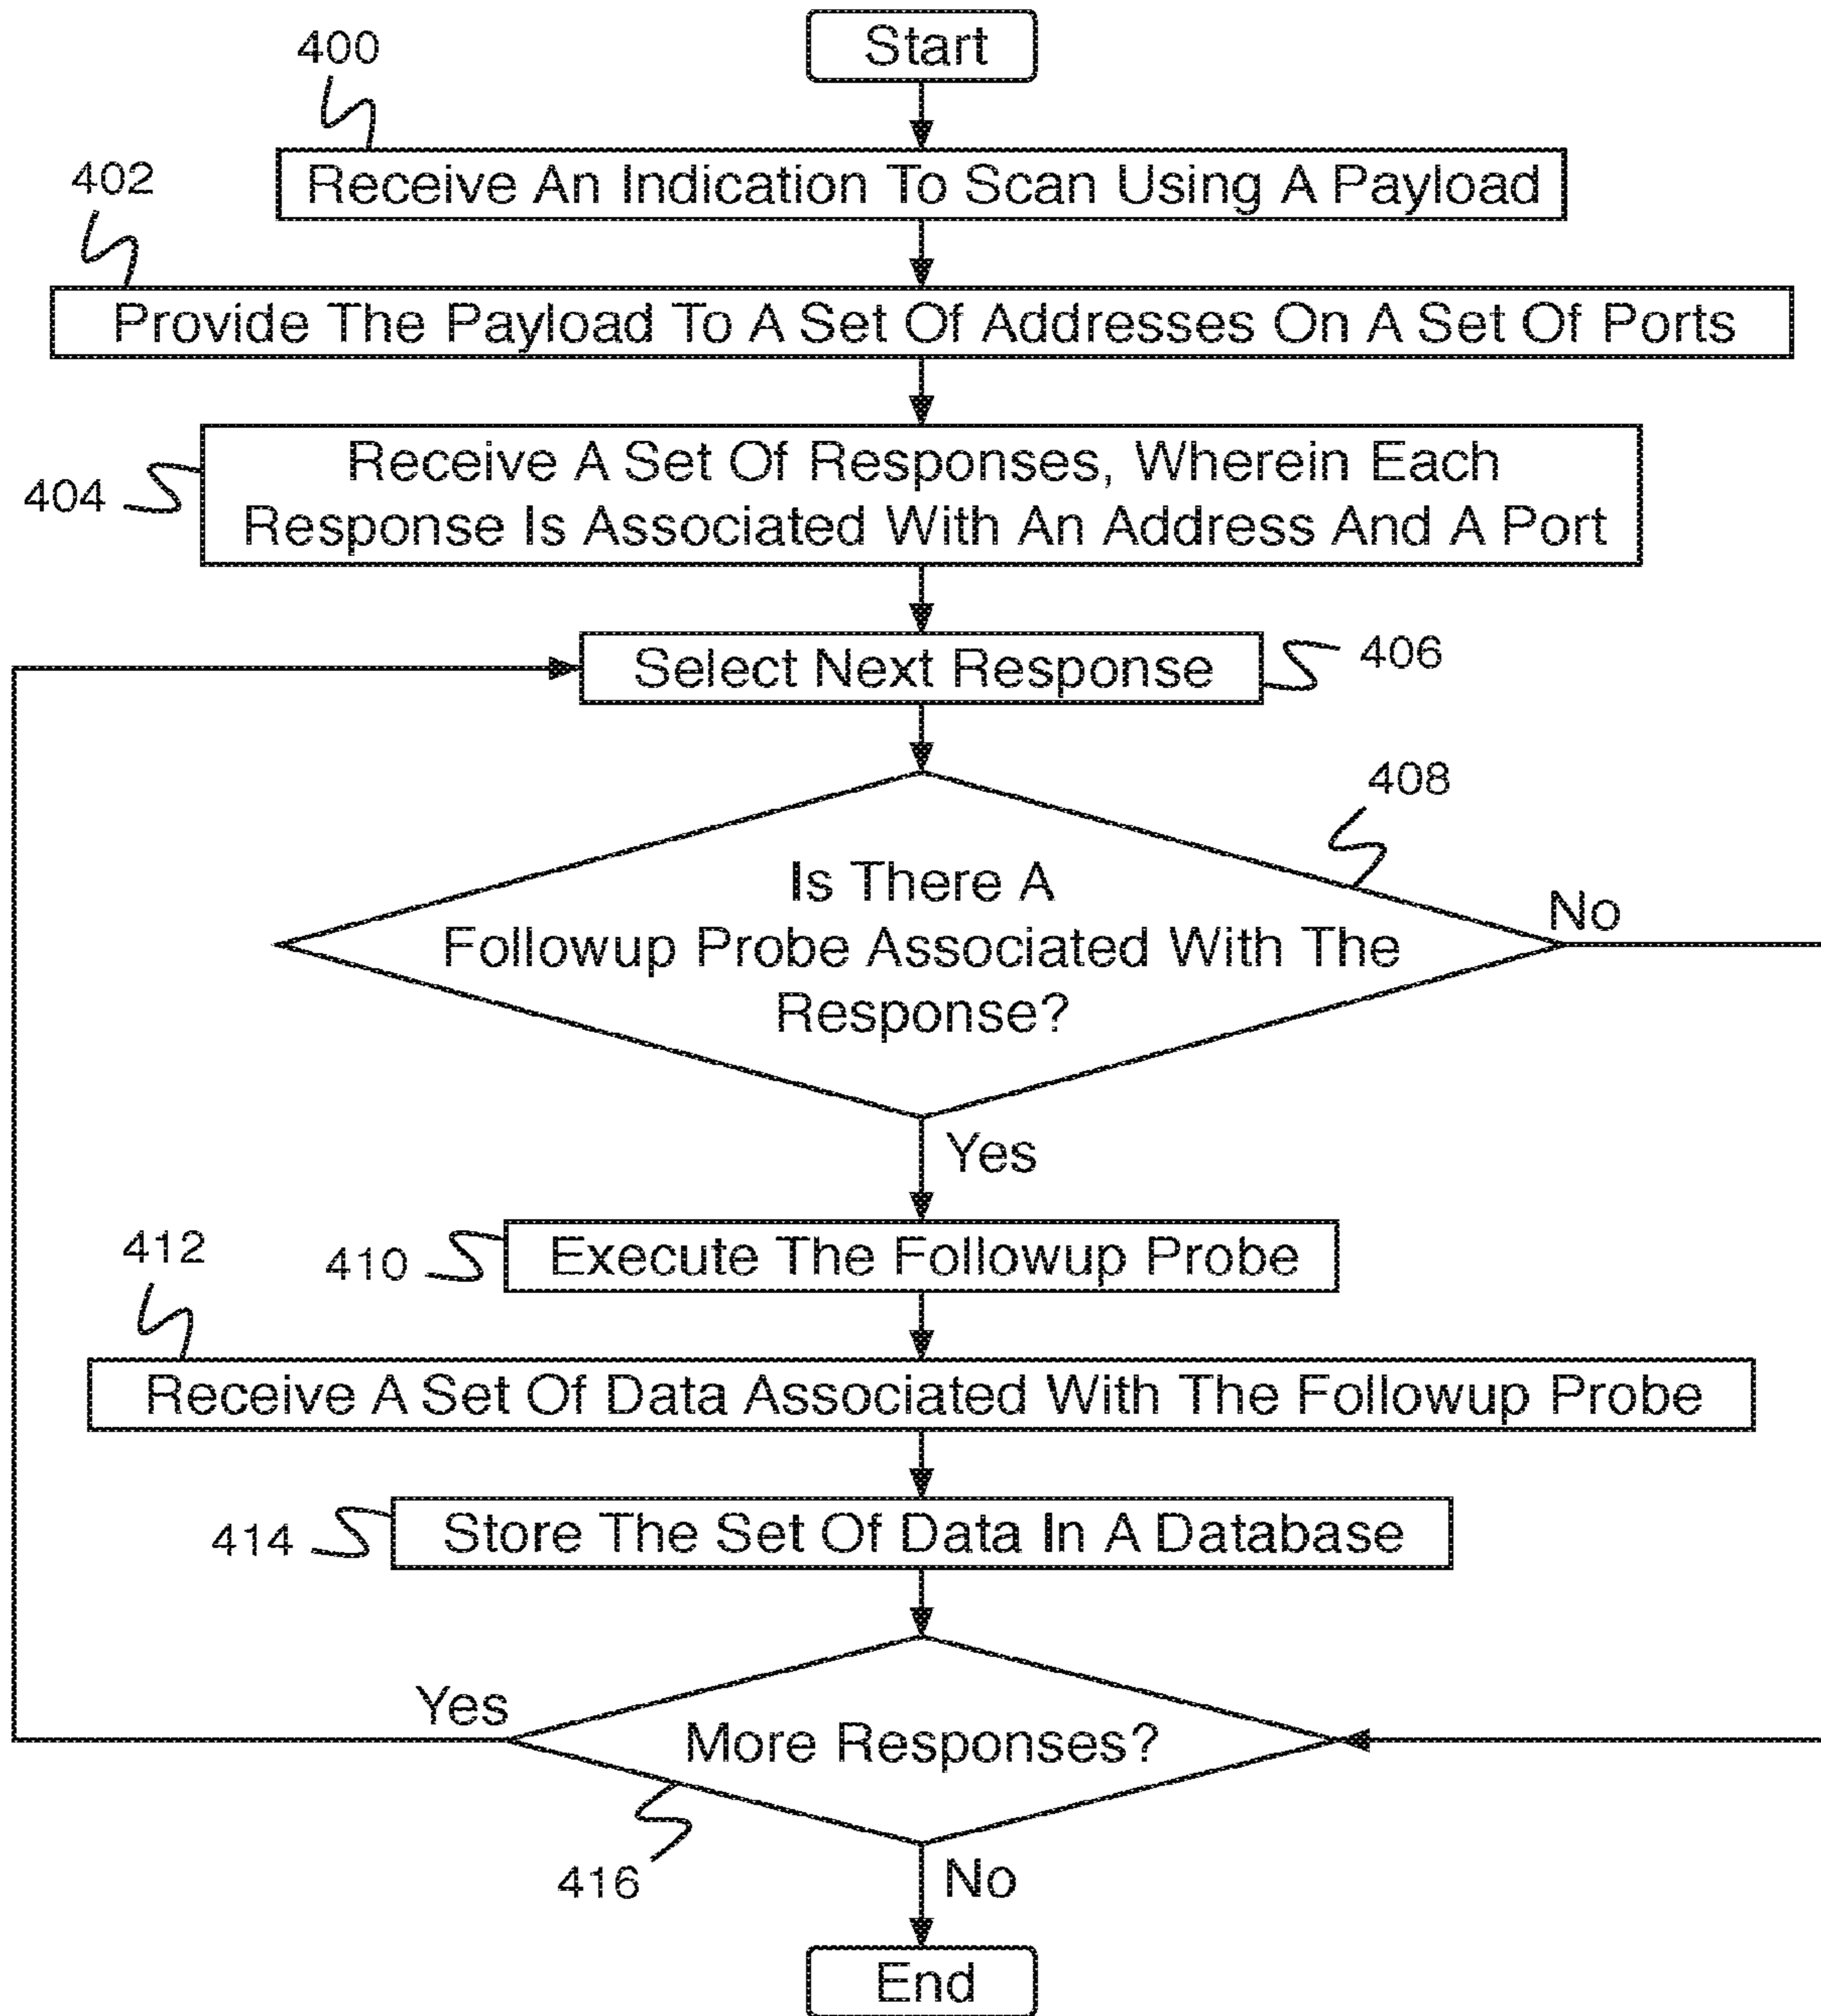 Start
400
Receive An Indication To Scan Using A Payload
402
Provide The Payload To A Set Of Addresses On A Set Of Ports
Receive A Set Of Responses, Wherein Each
Response Is Associated With An Address And A Port
404
Select Next Response
406
408
Is There A
Followup Probe Associated With The
Response?
No
Yes
412
410
Execute The Followup Probe
Receive A Set Of Data Associated With The Followup Probe
414
Store The Set Of Data In A Database
Yes
More Responses?
416
No
End